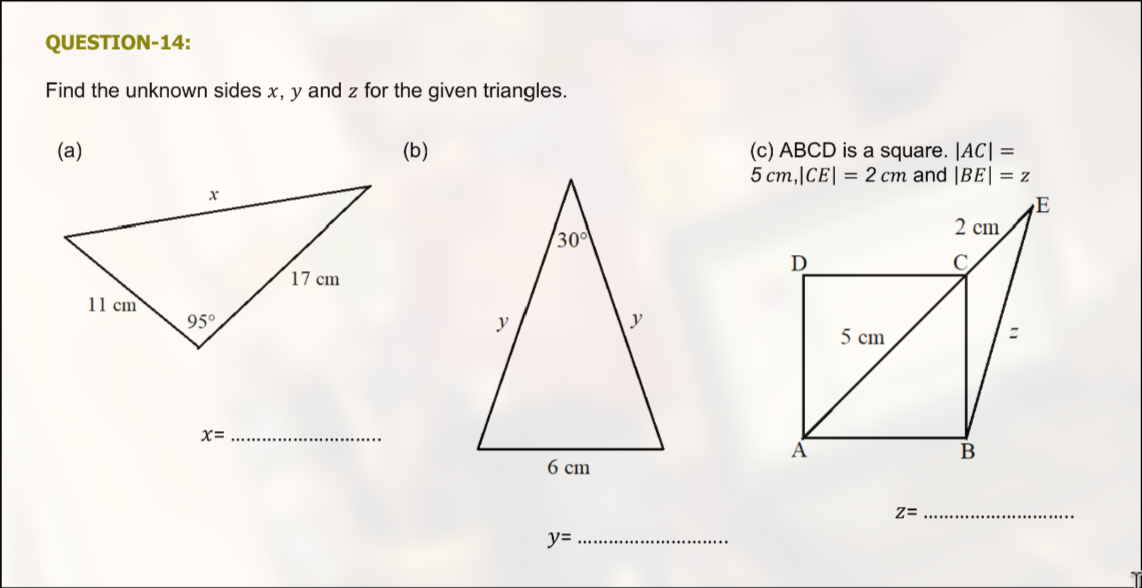 QUESTION-14:
Find the unknown sides x, y and z for the given triangles.
(a)
(b)
(c) ABCD is a square. |AC| =
5 cm,|CE| = 2 cm and |BE| = z
x
17 cm
11 cm
95°
x= ..............................
30°
y
y
6 cm
y= ..............................
E
2 cm
D
C
5 cm
z
A
B
z= ..............................